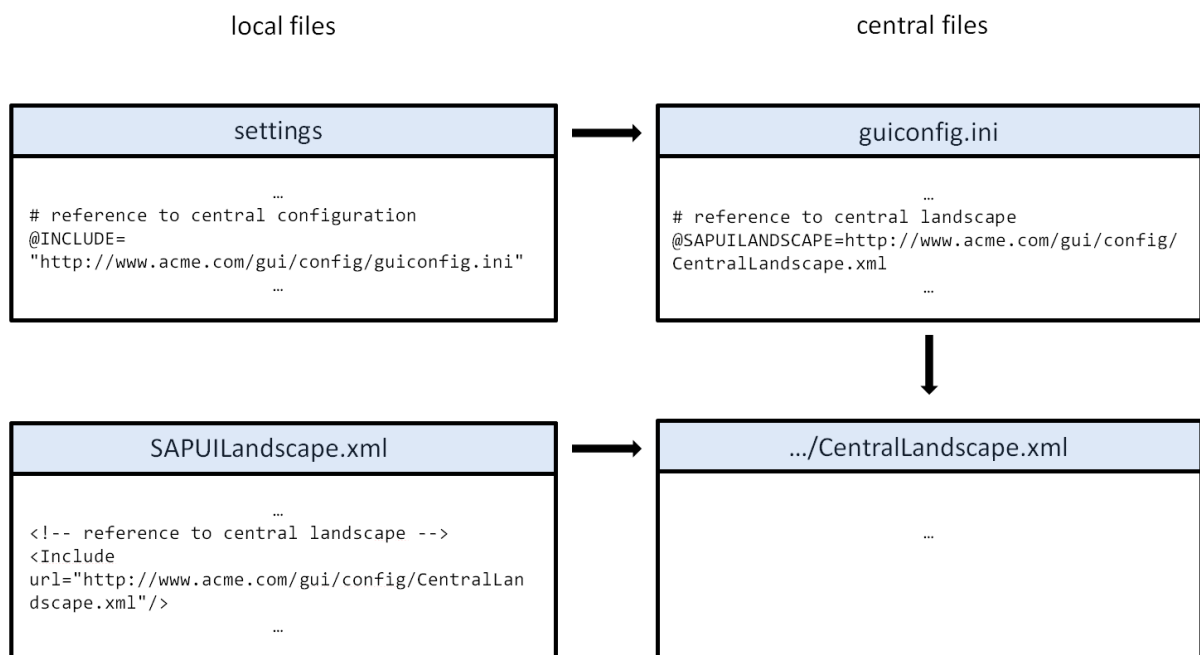 local files
central files
settings
…
# reference to central configuration
@INCLUDE=
"http://www.acme.com/gui/config/guiconfig.ini"
…
guiconfig.ini
…
# reference to central landscape
@SAPUILANDSCAPE=http://www.acme.com/gui/config/
CentralLandscape.xml
…
SAPUILandscape.xml
…
<!-- reference to central landscape -->
<Include
url="http://www.acme.com/gui/config/CentralLan
dscape.xml"/>
…
…/CentralLandscape.xml
…